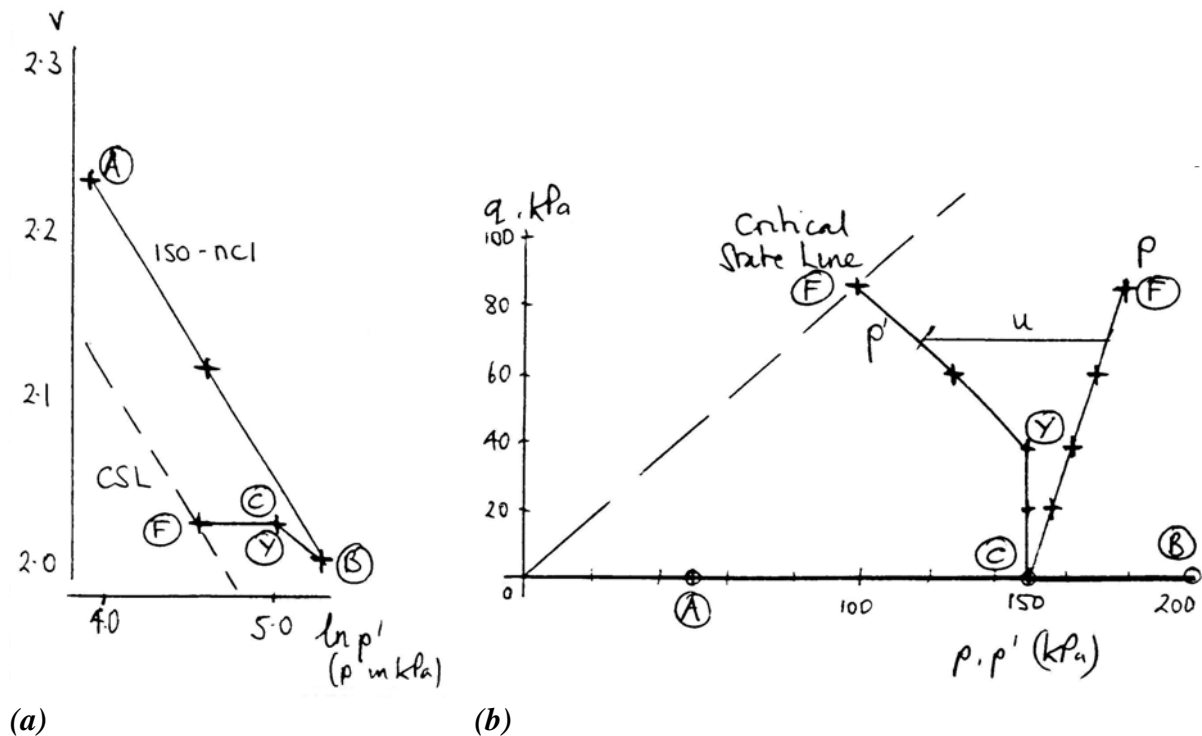 v
2.3
A
2.2
iso-ncl
2.1
CSL
C
F
Y
B
2.0
4.0
5.0
ln p'
(p' in kPa)
(a)
q, kPa
100
Critical
State Line
P
F
F
80
u
p'
60
Y
40
20
C
B
0
A
100
150
200
p, p' (kPa)
(b)